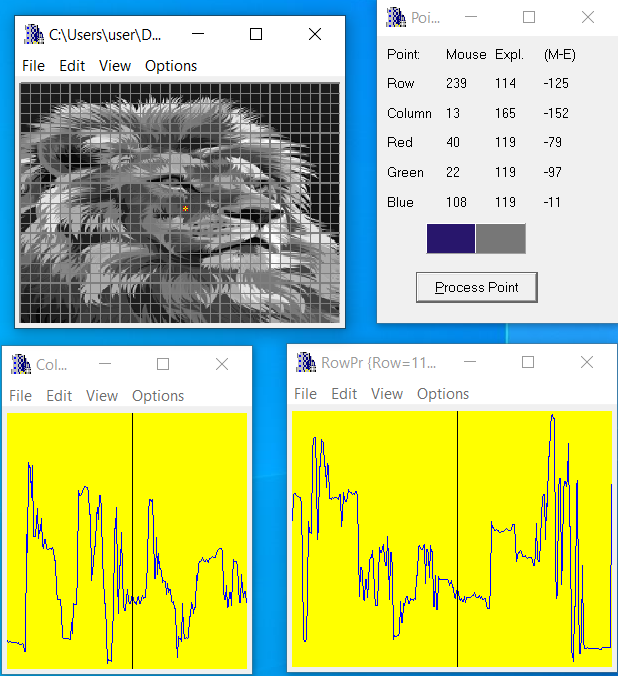 C:\Users\user\D...
File Edit View Options
Poi...
Point: Mouse Expl. (M-E)
Row 239 114 -125
Column 13 165 -152
Red 40 119 -79
Green 22 119 -97
Blue 108 119 -11
Process Point
Col...
File Edit View Options
RowPr {Row=11...
File Edit View Options